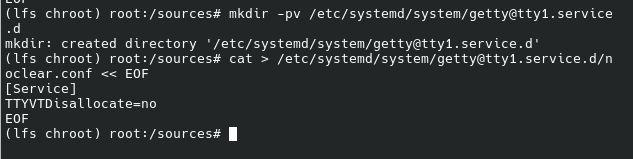 (lfs chroot) root:/sources# mkdir -pv /etc/systemd/system/getty@tty1.service
.d
mkdir: created directory '/etc/systemd/system/getty@tty1.service.d'
(lfs chroot) root:/sources# cat > /etc/systemd/system/getty@tty1.service.d/n
oclear.conf << EOF
[Service]
TTYVTDisallocate=no
EOF
(lfs chroot) root:/sources#